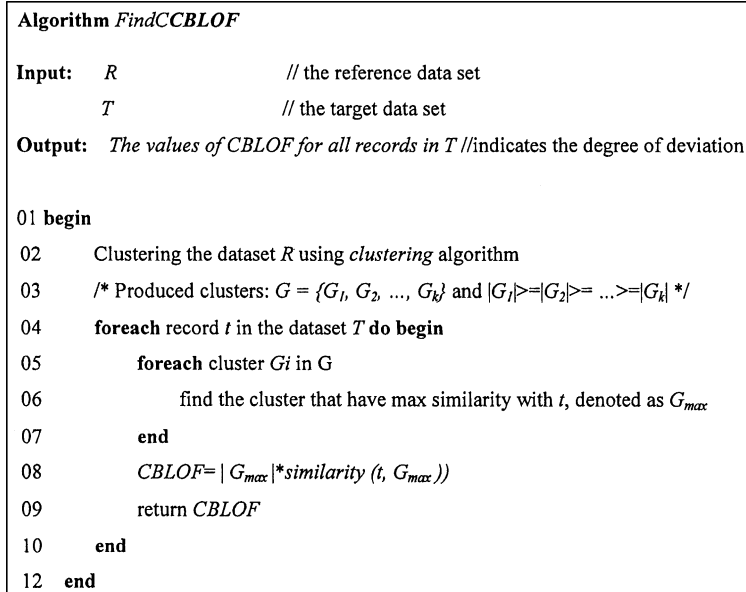 Algorithm FindCCBLOF
Input: R // the reference data set
T // the target data set
Output: The values of CBLOF for all records in T //indicates the degree of deviation
01 begin
02 Clustering the dataset R using clustering algorithm
03 /* Produced clusters: G = {G1, G2, ..., Gk} and |G1|>=|G2|>= ...>=|Gk| */
04 foreach record t in the dataset T do begin
05 foreach cluster Gi in G
06 find the cluster that have max similarity with t, denoted as Gmax
07 end
08 CBLOF= | Gmax |*similarity (t, Gmax ))
09 return CBLOF
10 end
12 end